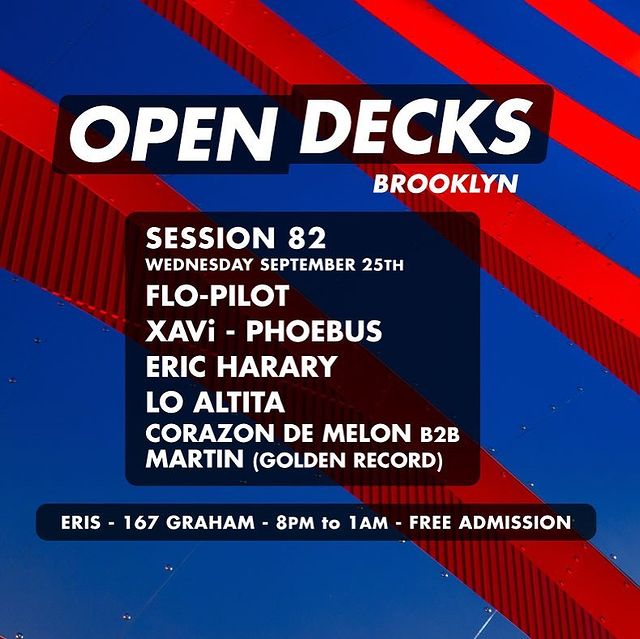 OPEN DECKS
BROOKLYN
SESSION 82
WEDNESDAY SEPTEMBER 25TH
FLO-PILOT
XAVi - PHOEBUS
ERIC HARARY
LO ALTITA
CORAZON DE MELON B2B
MARTIN (GOLDEN RECORD)
ERIS - 167 GRAHAM - 8PM to 1AM - FREE ADMISSION